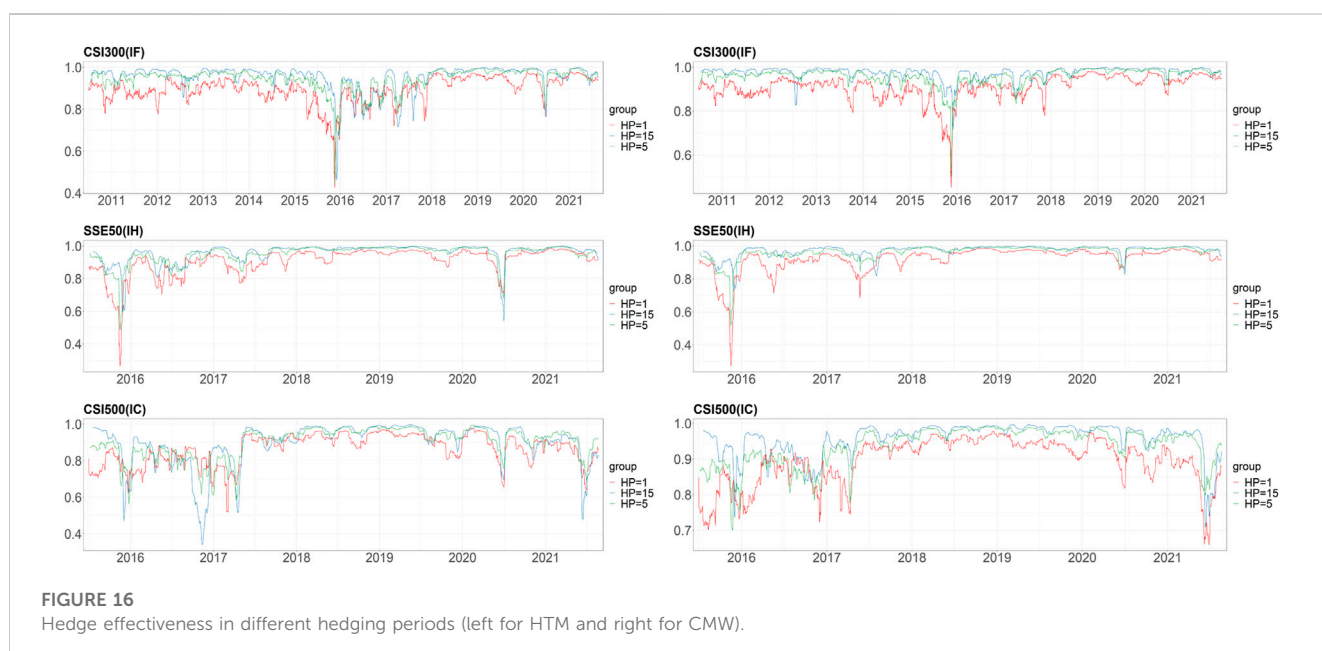 CSI300(IF)
1.0
0.8
0.6
0.4
2011 2012 2013 2014 2015 2016 2017 2018 2019 2020 2021
group
HP=1
HP=15
HP=5
CSI300(IF)
1.0
0.8
0.6
2011 2012 2013 2014 2015 2016 2017 2018 2019 2020 2021
group
HP=1
HP=15
HP=5
SSE50(IH)
1.0
0.8
0.6
0.4
2016 2017 2018 2019 2020 2021
group
HP=1
HP=15
HP=5
SSE50(IH)
1.0
0.8
0.6
0.4
2016 2017 2018 2019 2020 2021
group
HP=1
HP=15
HP=5
CSI500(IC)
1.0
0.8
0.6
0.4
2016 2017 2018 2019 2020 2021
group
HP=1
HP=15
HP=5
CSI500(IC)
1.0
0.9
0.8
0.7
2016 2017 2018 2019 2020 2021
group
HP=1
HP=15
HP=5
FIGURE 16
Hedge effectiveness in different hedging periods (left for HTM and right for CMW).